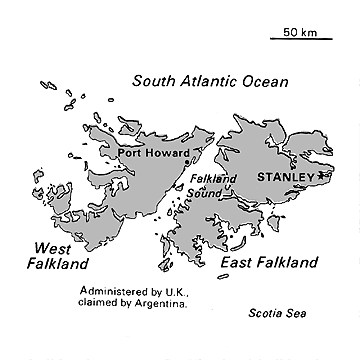 50 km
South Atlantic Ocean
Port Howard
Falkland
Sound
STANLEY
West
Falkland
East Falkland
Administered by U.K.,
claimed by Argentina.
Scotia Sea